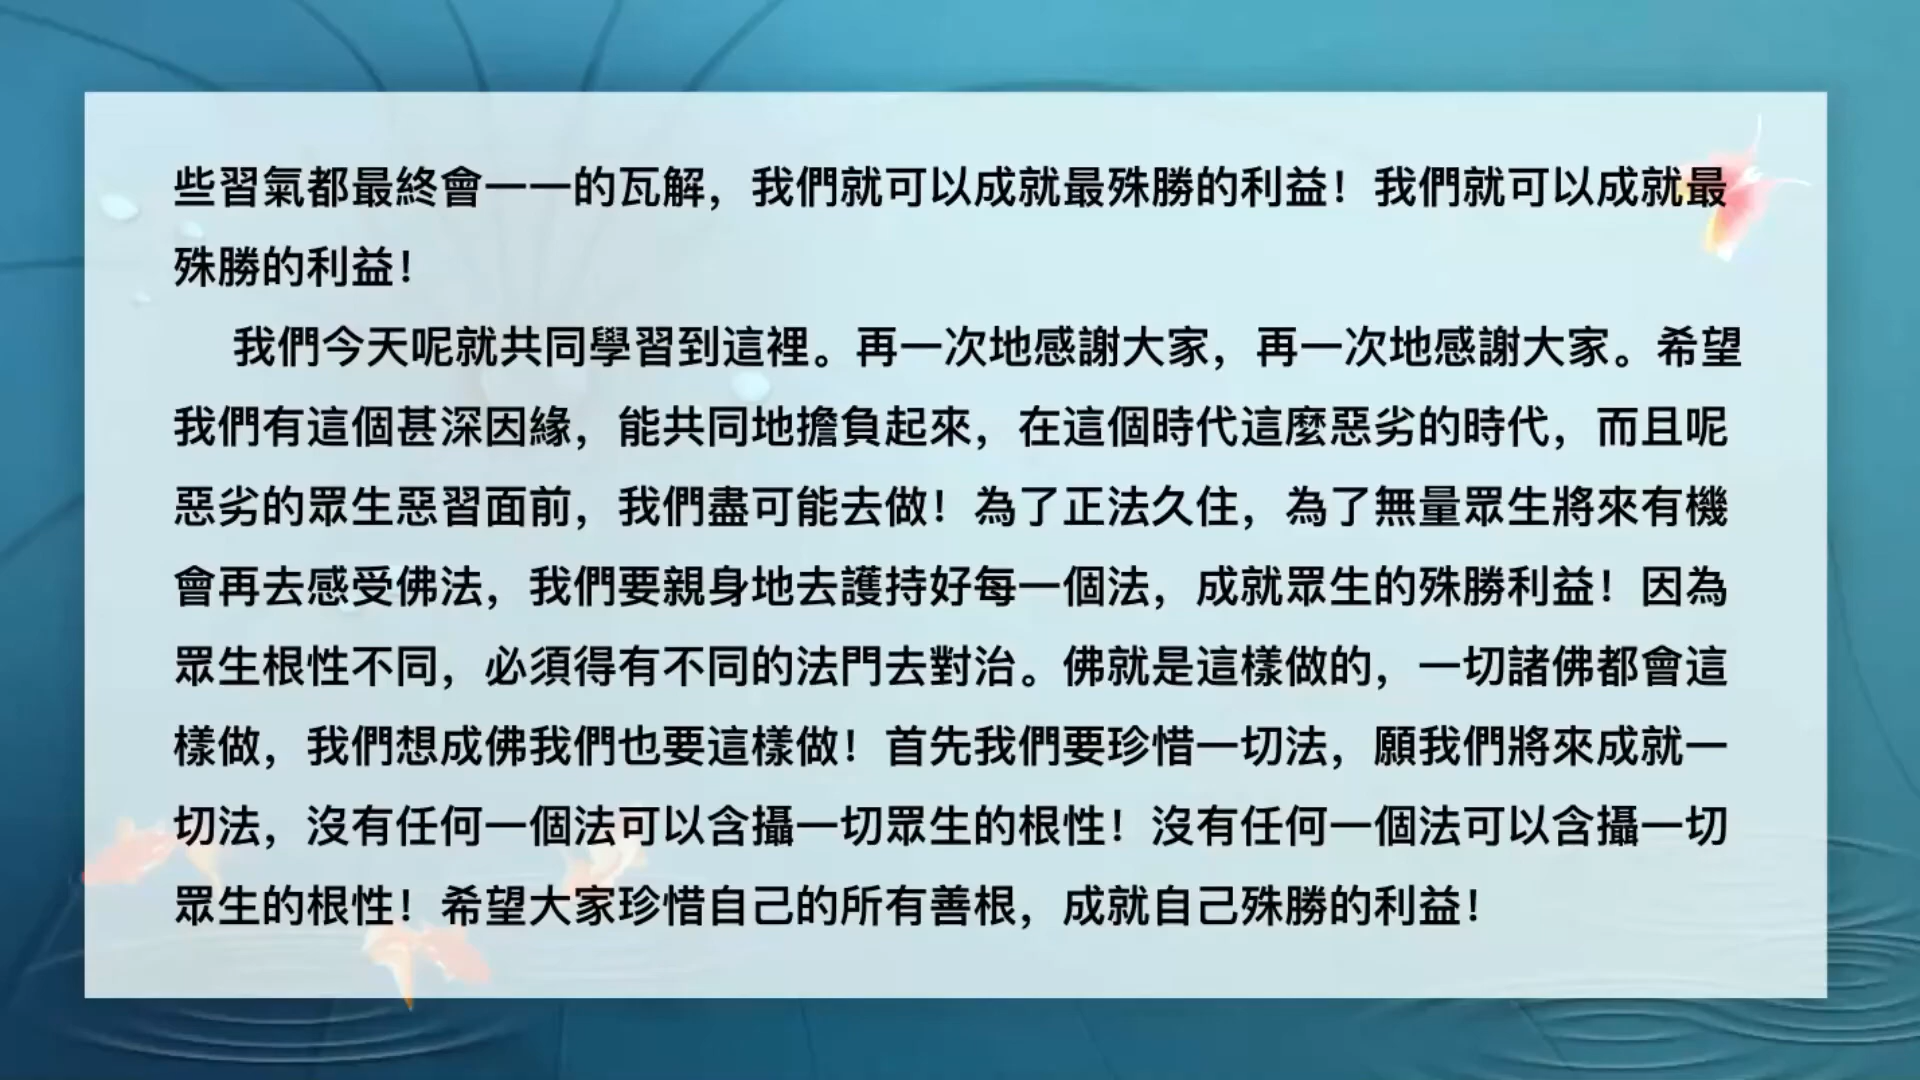 些習氣都最終會一一的瓦解，我們就可以成就最殊勝的利益！我們就可以成就最
殊勝的利益！
我們今天呢就共同學習到這裡。再一次地感謝大家，再一次地感謝大家。希望
我們有這個甚深因緣，能共同地擔負起來，在這個時代這麼惡劣的時代，而且呢
惡劣的眾生惡習面前，我們盡可能去做！為了正法久住，為了無量眾生將來有機
會再去感受佛法，我們要親身地去護持好每一個法，成就眾生的殊勝利益！因為
眾生根性不同，必須得有不同的法門去對治。佛就是這樣做的，一切諸佛都會這
樣做，我們想成佛我們也要這樣做！首先我們要珍惜一切法，願我們將來成就一
切法，沒有任何一個法可以含攝一切眾生的根性！沒有任何一個法可以含攝一切
眾生的根性！希望大家珍惜自己的所有善根，成就自己殊勝的利益！